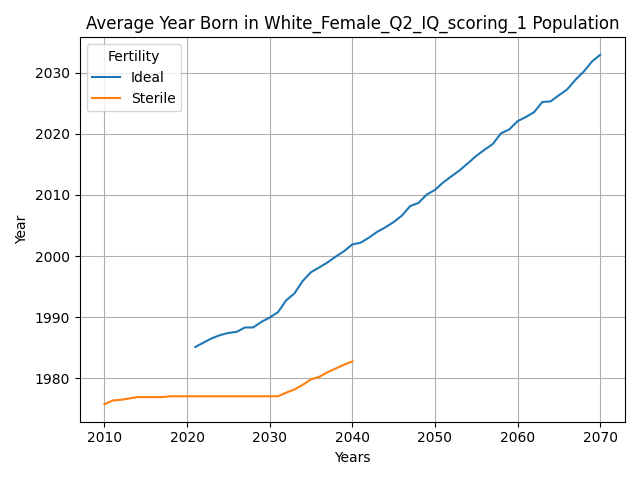 Average Year Born in White_Female_Q2_IQ_scoring_1 Population
Fertility
Ideal
Sterile
2030
2020
2010
2000
1990
1980
Year
2010 2020 2030 2040 2050 2060 2070
Years